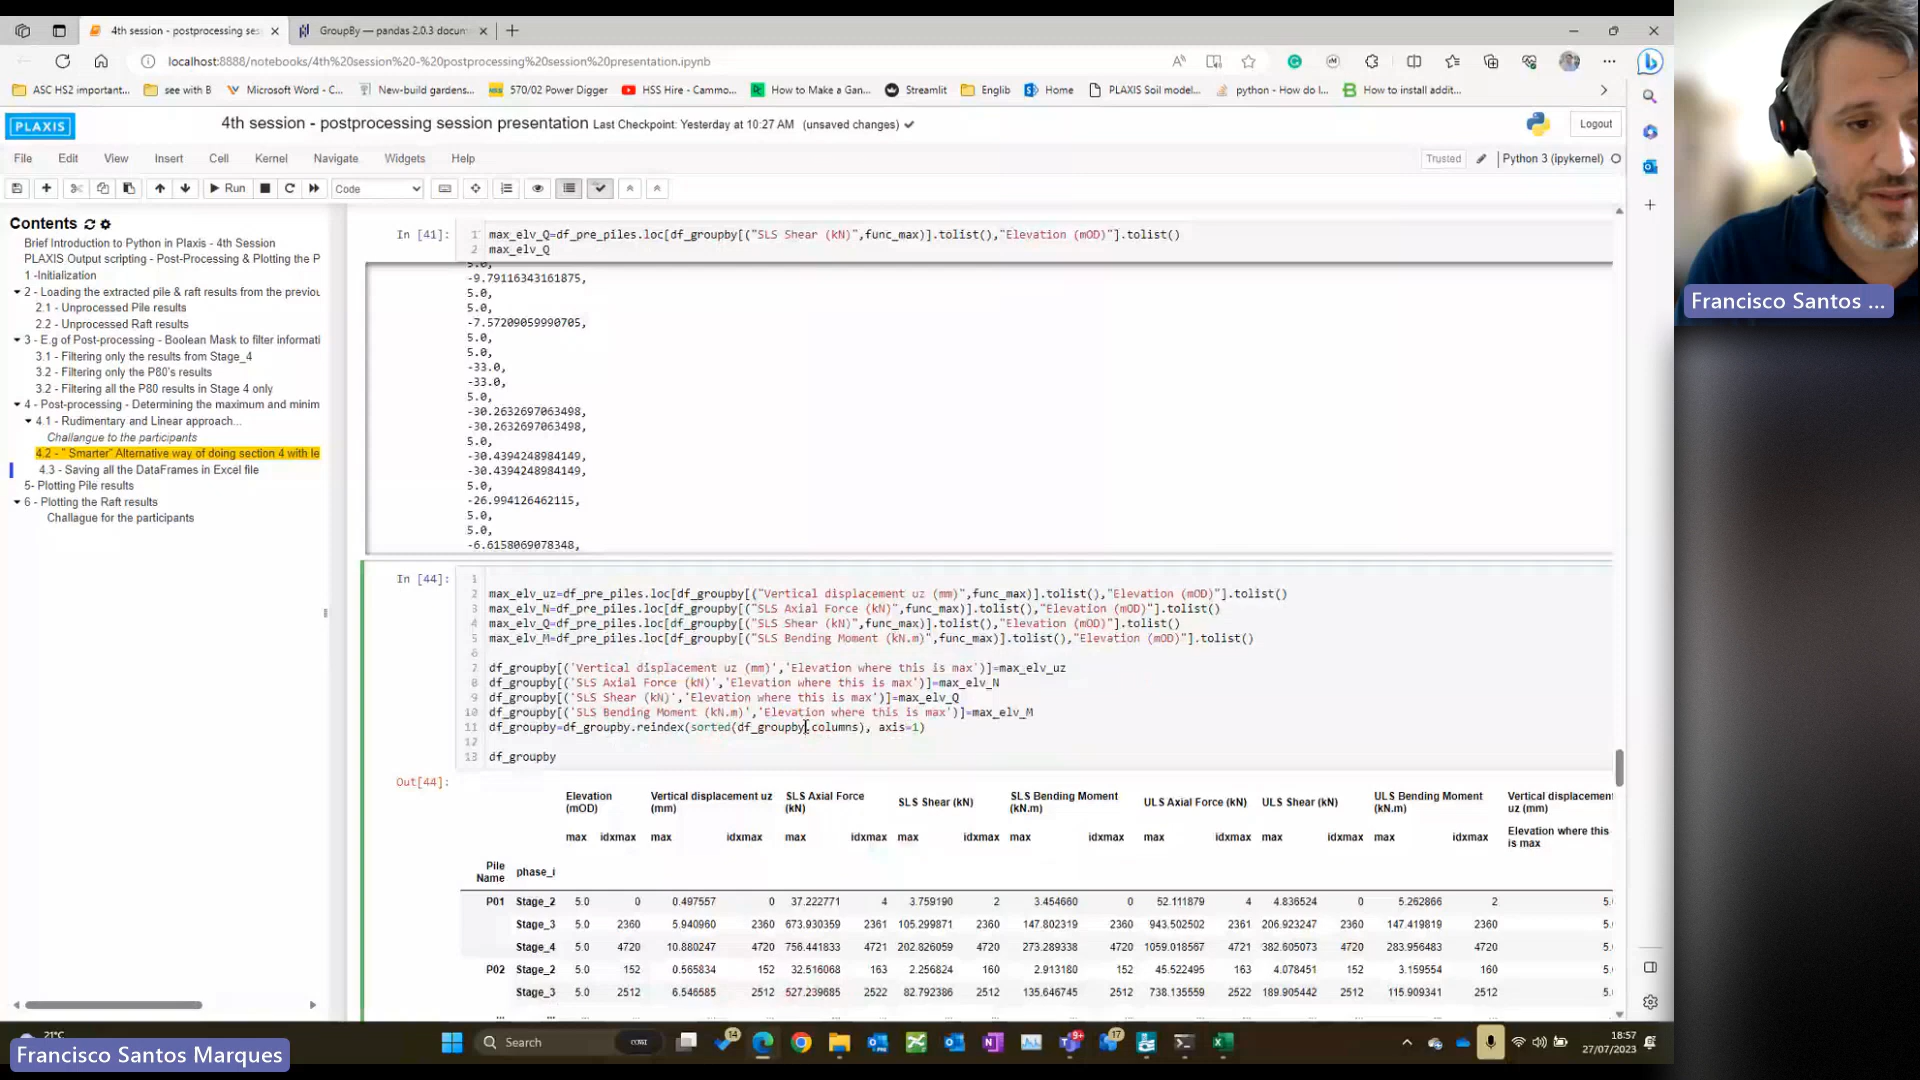 4th session - postprocessing ses
GroupBy — pandas 2.0.3 docum
localhost:8888/notebooks/4th%20session%20-%20postprocessing%20session%20presentation.ipynb
ASC HS2 important...
see with B
Microsoft Word - C...
New-build gardens...
570/02 Power Digger
HSS Hire - Cammo...
How to Make a Gan...
Streamlit
Englib
Home
PLAXIS Soil model...
python - How do I...
How to install addit...
PLAXIS
4th session - postprocessing session presentation Last Checkpoint: Yesterday at 10:27 AM (unsaved changes)
Logout
File Edit View Insert Cell Kernel Navigate Widgets Help
Trusted
Python 3 (ipykernel)
Run
Code
Contents
Brief Introduction to Python in Plaxis - 4th Session
PLAXIS Output scripting - Post-Processing & Plotting the P
1 -Initialization
2 - Loading the extracted pile & raft results from the previou
2.1 - Unprocessed Pile results
2.2 - Unprocessed Raft results
3 - E.g of Post-processing - Boolean Mask to filter informati
3.1 - Filtering only the results from Stage_4
3.2 - Filtering only the P80's results
3.2 - Filtering all the P80 results in Stage 4 only
4 - Post-processing - Determining the maximum and minim
4.1 - Rudimentary and Linear approach...
Challangue to the participants
4.2 - " Smarter" Alternative way of doing section 4 with le
4.3 - Saving all the DataFrames in Excel file
5- Plotting Pile results
6 - Plotting the Raft results
Challague for the participants
In [41]:
1 max_elv_Q=df_pre_piles.loc[df_groupby[("SLS Shear (kN)",func_max)].tolist(),"Elevation (mOD)"].tolist()
2 max_elv_Q
5.0,
-9.79116343161875,
5.0,
5.0,
-7.57209059990705,
5.0,
5.0,
-33.0,
-33.0,
5.0,
-30.2632697063498,
-30.2632697063498,
5.0,
-30.4394248984149,
-30.4394248984149,
5.0,
-26.994126462115,
5.0,
5.0,
-6.6158069078348,
In [44]:
1
2 max_elv_uz=df_pre_piles.loc[df_groupby[("Vertical displacement uz (mm)",func_max)].tolist(),"Elevation (mOD)"].tolist()
3 max_elv_N=df_pre_piles.loc[df_groupby[("SLS Axial Force (kN)",func_max)].tolist(),"Elevation (mOD)"].tolist()
4 max_elv_Q=df_pre_piles.loc[df_groupby[("SLS Shear (kN)",func_max)].tolist(),"Elevation (mOD)"].tolist()
5 max_elv_M=df_pre_piles.loc[df_groupby[("SLS Bending Moment (kN.m)",func_max)].tolist(),"Elevation (mOD)"].tolist()
6
7 df_groupby[('Vertical displacement uz (mm)','Elevation where this is max')]=max_elv_uz
8 df_groupby[('SLS Axial Force (kN)','Elevation where this is max')]=max_elv_N
9 df_groupby[('SLS Shear (kN)','Elevation where this is max')]=max_elv_Q
10 df_groupby[('SLS Bending Moment (kN.m)','Elevation where this is max')]=max_elv_M
11 df_groupby=df_groupby.reindex(sorted(df_groupby.columns), axis=1)
12
13 df_groupby
Out[44]:
Elevation (mOD) Vertical displacement uz (mm) SLS Axial Force (kN) SLS Shear (kN) SLS Bending Moment (kN.m) ULS Axial Force (kN) ULS Shear (kN) ULS Bending Moment (kN.m) Vertical displacement uz (mm)
max idxmax max idxmax max idxmax max idxmax max idxmax max idxmax max idxmax max idxmax Elevation where this is max
Pile Name phase_i
P01 Stage_2 5.0 0 0.497557 0 37.222771 4 3.759190 2 3.454660 0 52.111879 4 4.836524 0 5.262866 2 5.
Stage_3 5.0 2360 5.940960 2360 673.930359 2361 105.299871 2360 147.802319 2360 943.502502 2361 206.923247 2360 147.419819 2360 5.
Stage_4 5.0 4720 10.880247 4720 756.441833 4721 202.826059 4720 273.289338 4720 1059.018567 4721 382.605073 4720 283.956483 4720 5.
P02 Stage_2 5.0 152 0.565834 152 32.516068 163 2.256824 160 2.913180 152 45.522495 163 4.078451 152 3.159554 160 5.
Stage_3 5.0 2512 6.546585 2512 527.239685 2522 82.792386 2512 135.646745 2512 738.135559 2522 189.905442 2512 115.909341 2512 5.
Francisco Santos ...
21°C
Francisco Santos Marques
Search
14
9+
17
18:57
27/07/2023